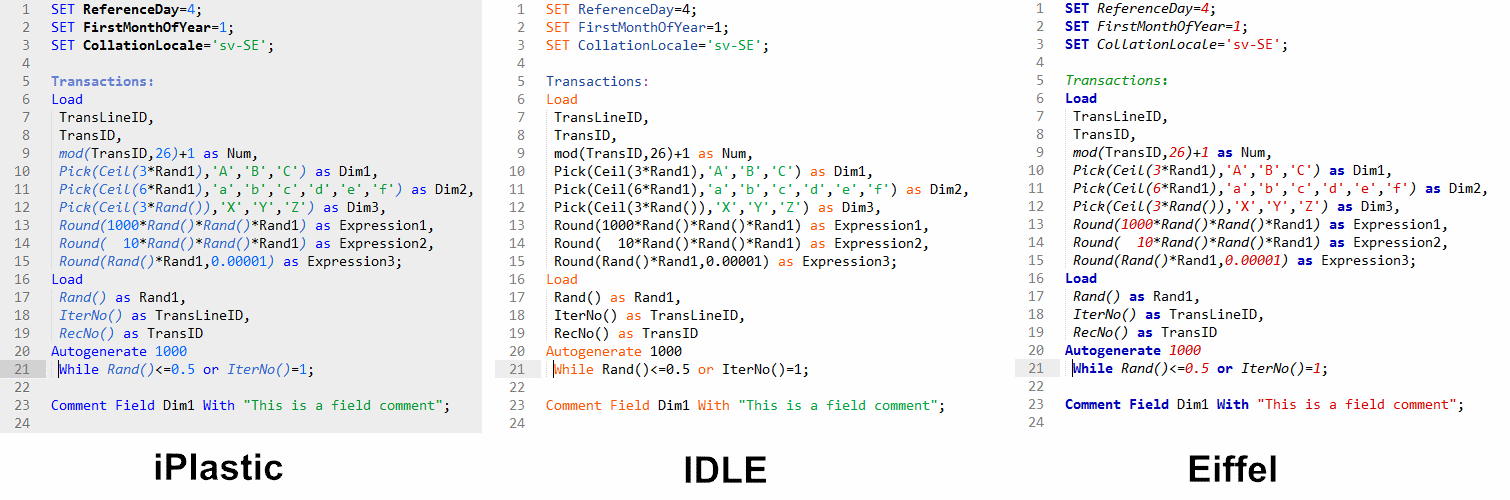 1 SET ReferenceDay=4;
2 SET FirstMonthOfYear=1;
3 SET CollationLocale='sv-SE';
4
5 Transactions:
6 Load
7 TransLineID,
8 TransID,
9 mod(TransID,26)+1 as Num,
10 Pick(Ceil(3*Rand1),'A','B','C') as Dim1,
11 Pick(Ceil(6*Rand1),'a','b','c','d','e','f') as Dim2,
12 Pick(Ceil(3*Rand()),'X','Y','Z') as Dim3,
13 Round(1000*Rand()*Rand()*Rand1) as Expression1,
14 Round(  10*Rand()*Rand()*Rand1) as Expression2,
15 Round(Rand()*Rand1,0.00001) as Expression3;
16 Load
17 Rand() as Rand1,
18 IterNo() as TransLineID,
19 RecNo() as TransID
20 Autogenerate 1000
21 While Rand()<=0.5 or IterNo()=1;
22
23 Comment Field Dim1 With "This is a field comment";
24
iPlastic
1 SET ReferenceDay=4;
2 SET FirstMonthOfYear=1;
3 SET CollationLocale='sv-SE';
4
5 Transactions:
6 Load
7 TransLineID,
8 TransID,
9 mod(TransID,26)+1 as Num,
10 Pick(Ceil(3*Rand1),'A','B','C') as Dim1,
11 Pick(Ceil(6*Rand1),'a','b','c','d','e','f') as Dim2,
12 Pick(Ceil(3*Rand()),'X','Y','Z') as Dim3,
13 Round(1000*Rand()*Rand()*Rand1) as Expression1,
14 Round(  10*Rand()*Rand()*Rand1) as Expression2,
15 Round(Rand()*Rand1,0.00001) as Expression3;
16 Load
17 Rand() as Rand1,
18 IterNo() as TransLineID,
19 RecNo() as TransID
20 Autogenerate 1000
21 While Rand()<=0.5 or IterNo()=1;
22
23 Comment Field Dim1 With "This is a field comment";
24
IDLE
1 SET ReferenceDay=4;
2 SET FirstMonthOfYear=1;
3 SET CollationLocale='sv-SE';
4
5 Transactions:
6 Load
7 TransLineID,
8 TransID,
9 mod(TransID,26)+1 as Num,
10 Pick(Ceil(3*Rand1),'A','B','C') as Dim1,
11 Pick(Ceil(6*Rand1),'a','b','c','d','e','f') as Dim2,
12 Pick(Ceil(3*Rand()),'X','Y','Z') as Dim3,
13 Round(1000*Rand()*Rand()*Rand1) as Expression1,
14 Round(  10*Rand()*Rand()*Rand1) as Expression2,
15 Round(Rand()*Rand1,0.00001) as Expression3;
16 Load
17 Rand() as Rand1,
18 IterNo() as TransLineID,
19 RecNo() as TransID
20 Autogenerate 1000
21 While Rand()<=0.5 or IterNo()=1;
22
23 Comment Field Dim1 With "This is a field comment";
24
Eiffel